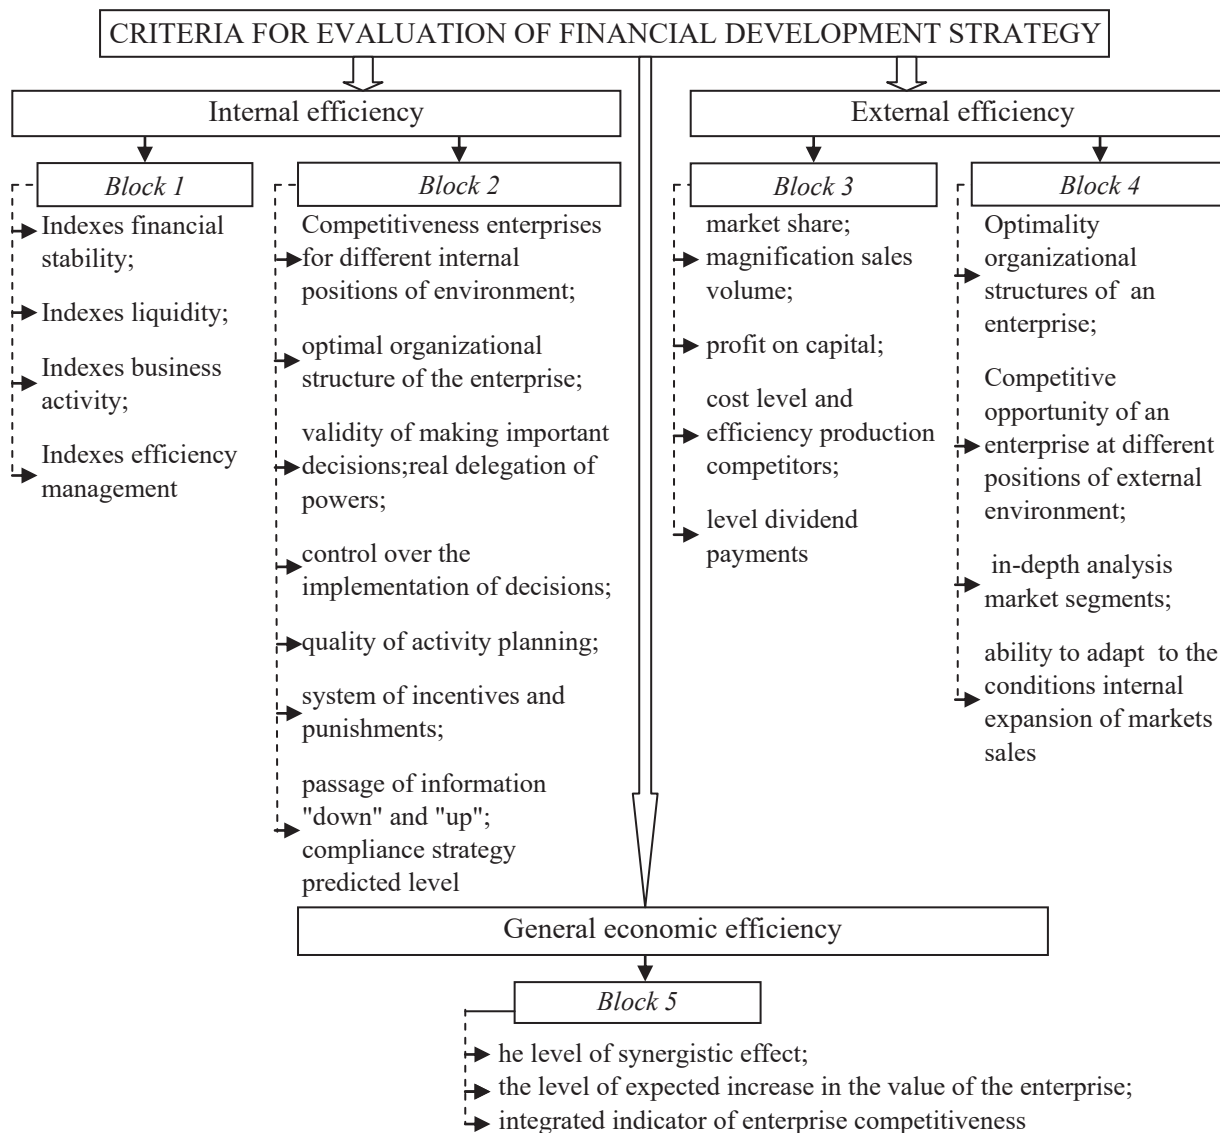 CRITERIA FOR EVALUATION OF FINANCIAL DEVELOPMENT STRATEGY
Internal efficiency
External efficiency
Block 1
Indexes financial
stability;
Indexes liquidity;
Indexes business
activity;
Indexes efficiency
management
Block 2
Competitiveness enterprises
for different internal
positions of environment;
optimal organizational
structure of the enterprise;
validity of making important
decisions;real delegation of
powers;
control over the
implementation of decisions;
quality of activity planning;
system of incentives and
punishments;
passage of information
"down" and "up";
compliance strategy
predicted level
Block 3
market share;
magnification sales
volume;
profit on capital;
cost level and
efficiency production
competitors;
level dividend
payments
Block 4
Optimality
organizational
structures of an
enterprise;
Competitive
opportunity of an
enterprise at different
positions of external
environment;
in-depth analysis
market segments;
ability to adapt to the
conditions internal
expansion of markets
sales
General economic efficiency
Block 5
he level of synergistic effect;
the level of expected increase in the value of the enterprise;
integrated indicator of enterprise competitiveness